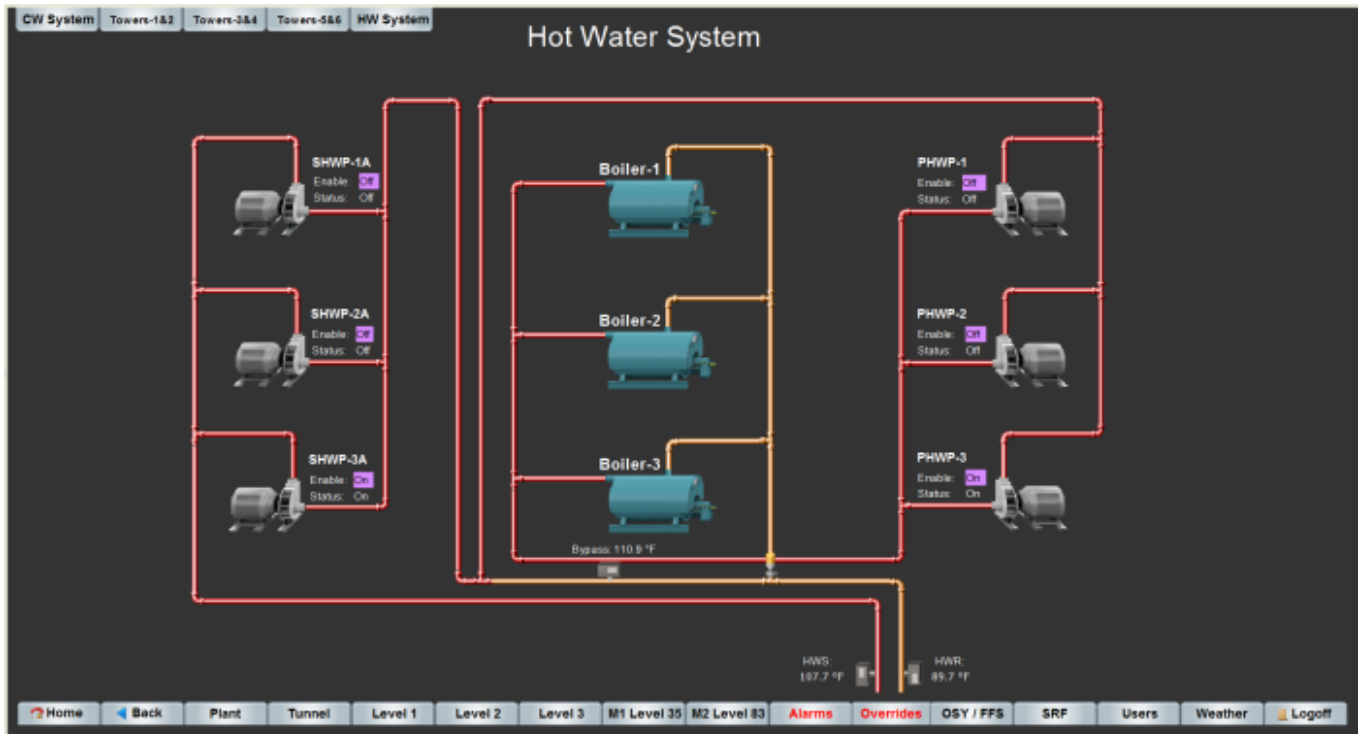 CW System Towers-1&2 Towers-3&4 Towers-5&6 HW System
Hot Water System
SHWP-1A
Enable: Off
Status: Off
Boiler-1
PHWP-1
Enable: Off
Status: Off
SHWP-2A
Enable: Off
Status: Off
Boiler-2
PHWP-2
Enable: Off
Status: Off
SHWP-3A
Enable: On
Status: On
Boiler-3
PHWP-3
Enable: On
Status: On
Bypass: 110.9 °F
HWS: HWR:
107.7 °F 89.7 °F
Home Back Plant Tunnel Level 1 Level 2 Level 3 M1 Level 35 M2 Level 83 Alarms Overrides OSY / FFS SRF Users Weather Logoff